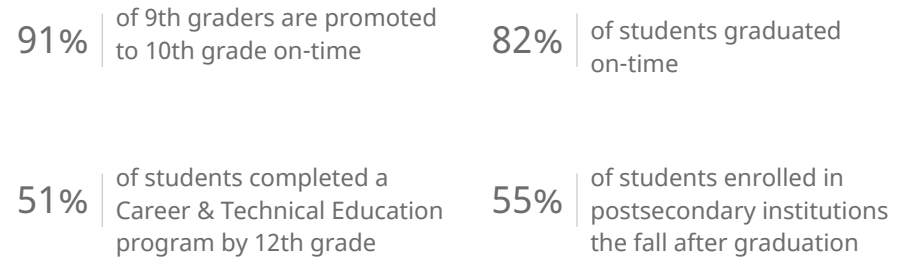 91%
of 9th graders are promoted
to 10th grade on-time
82%
of students graduated
on-time
51%
of students completed a
Career & Technical Education
program by 12th grade
55%
of students enrolled in
postsecondary institutions
the fall after graduation